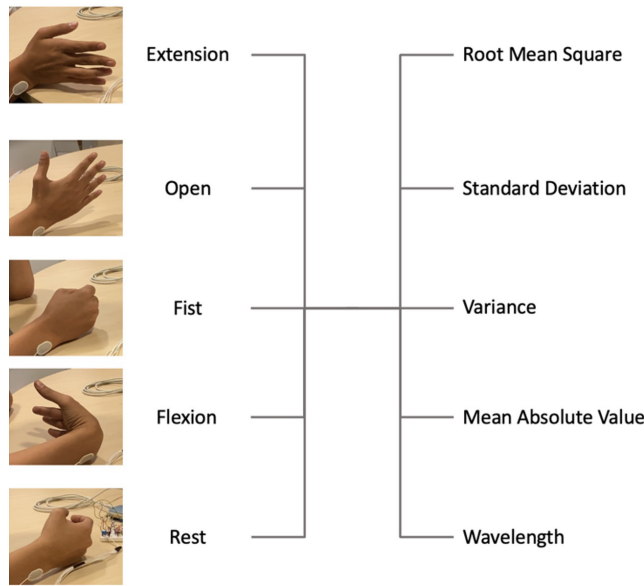 Extension
Root Mean Square
Open
Standard Deviation
Fist
Variance
Flexion
Mean Absolute Value
Rest
Wavelength